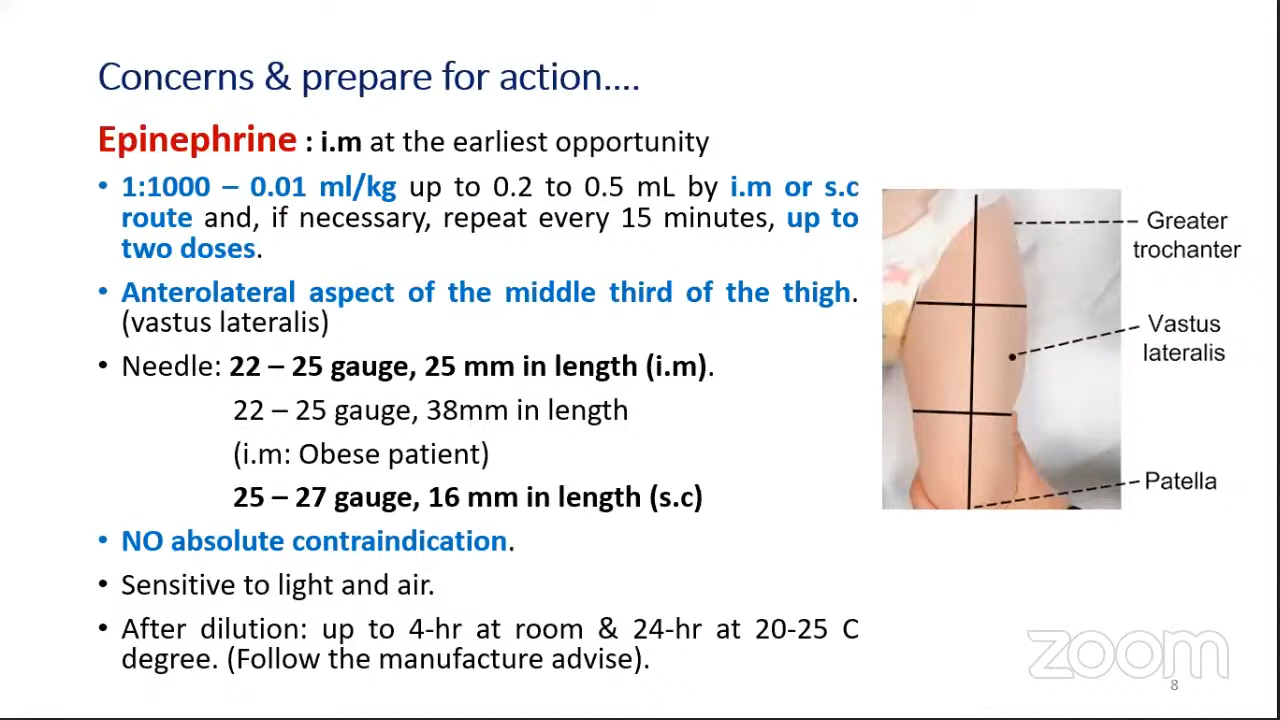 Concerns & prepare for action....
Epinephrine : i.m at the earliest opportunity
• 1:1000 – 0.01 ml/kg up to 0.2 to 0.5 mL by i.m or s.c
route and, if necessary, repeat every 15 minutes, up to
two doses.
• Anterolateral aspect of the middle third of the thigh.
(vastus lateralis)
• Needle: 22 – 25 gauge, 25 mm in length (i.m).
22 – 25 gauge, 38mm in length
(i.m: Obese patient)
25 – 27 gauge, 16 mm in length (s.c)
• NO absolute contraindication.
• Sensitive to light and air.
• After dilution: up to 4-hr at room & 24-hr at 20-25 C
degree. (Follow the manufacture advise).
Greater
trochanter
Vastus
lateralis
Patella
zoom
8